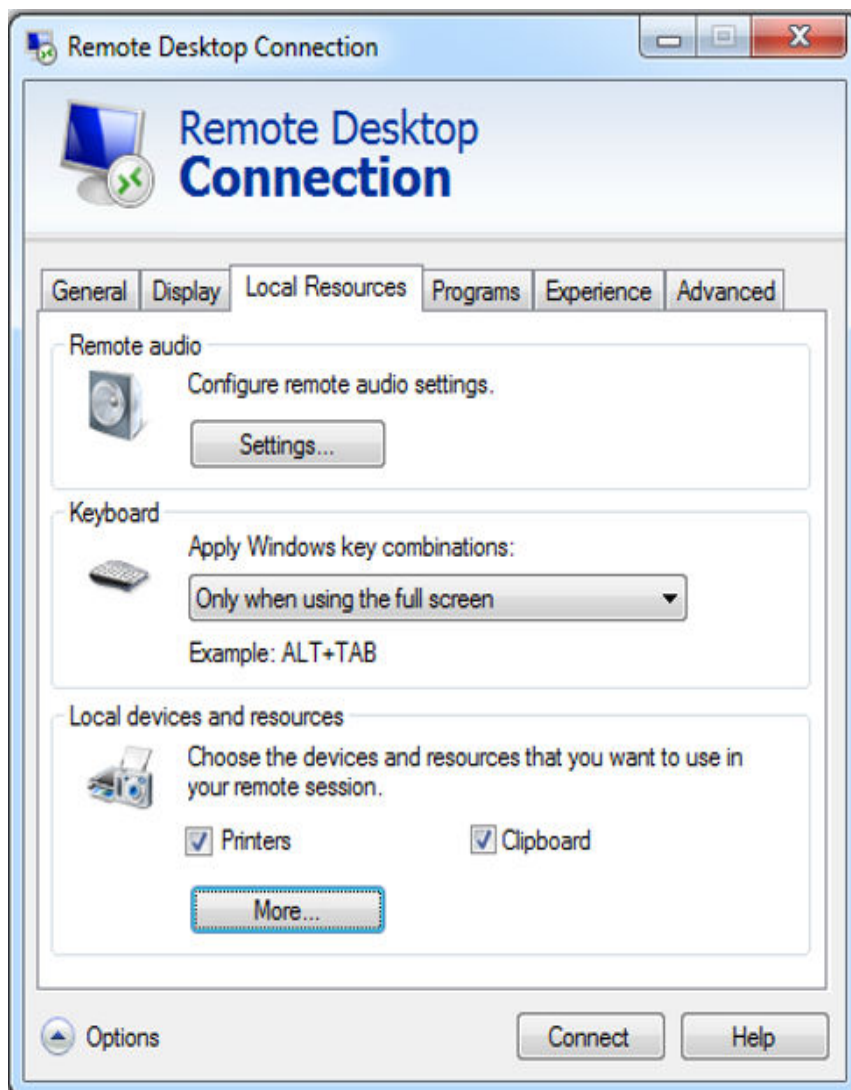 Remote Desktop Connection
Remote Desktop
Connection
General Display Local Resources Programs Experience Advanced
Remote audio
Configure remote audio settings.
Settings...
Keyboard
Apply Windows key combinations:
Only when using the full screen
Example: ALT+TAB
Local devices and resources
Choose the devices and resources that you want to use in
your remote session.
Printers Clipboard
More...
Options Connect Help